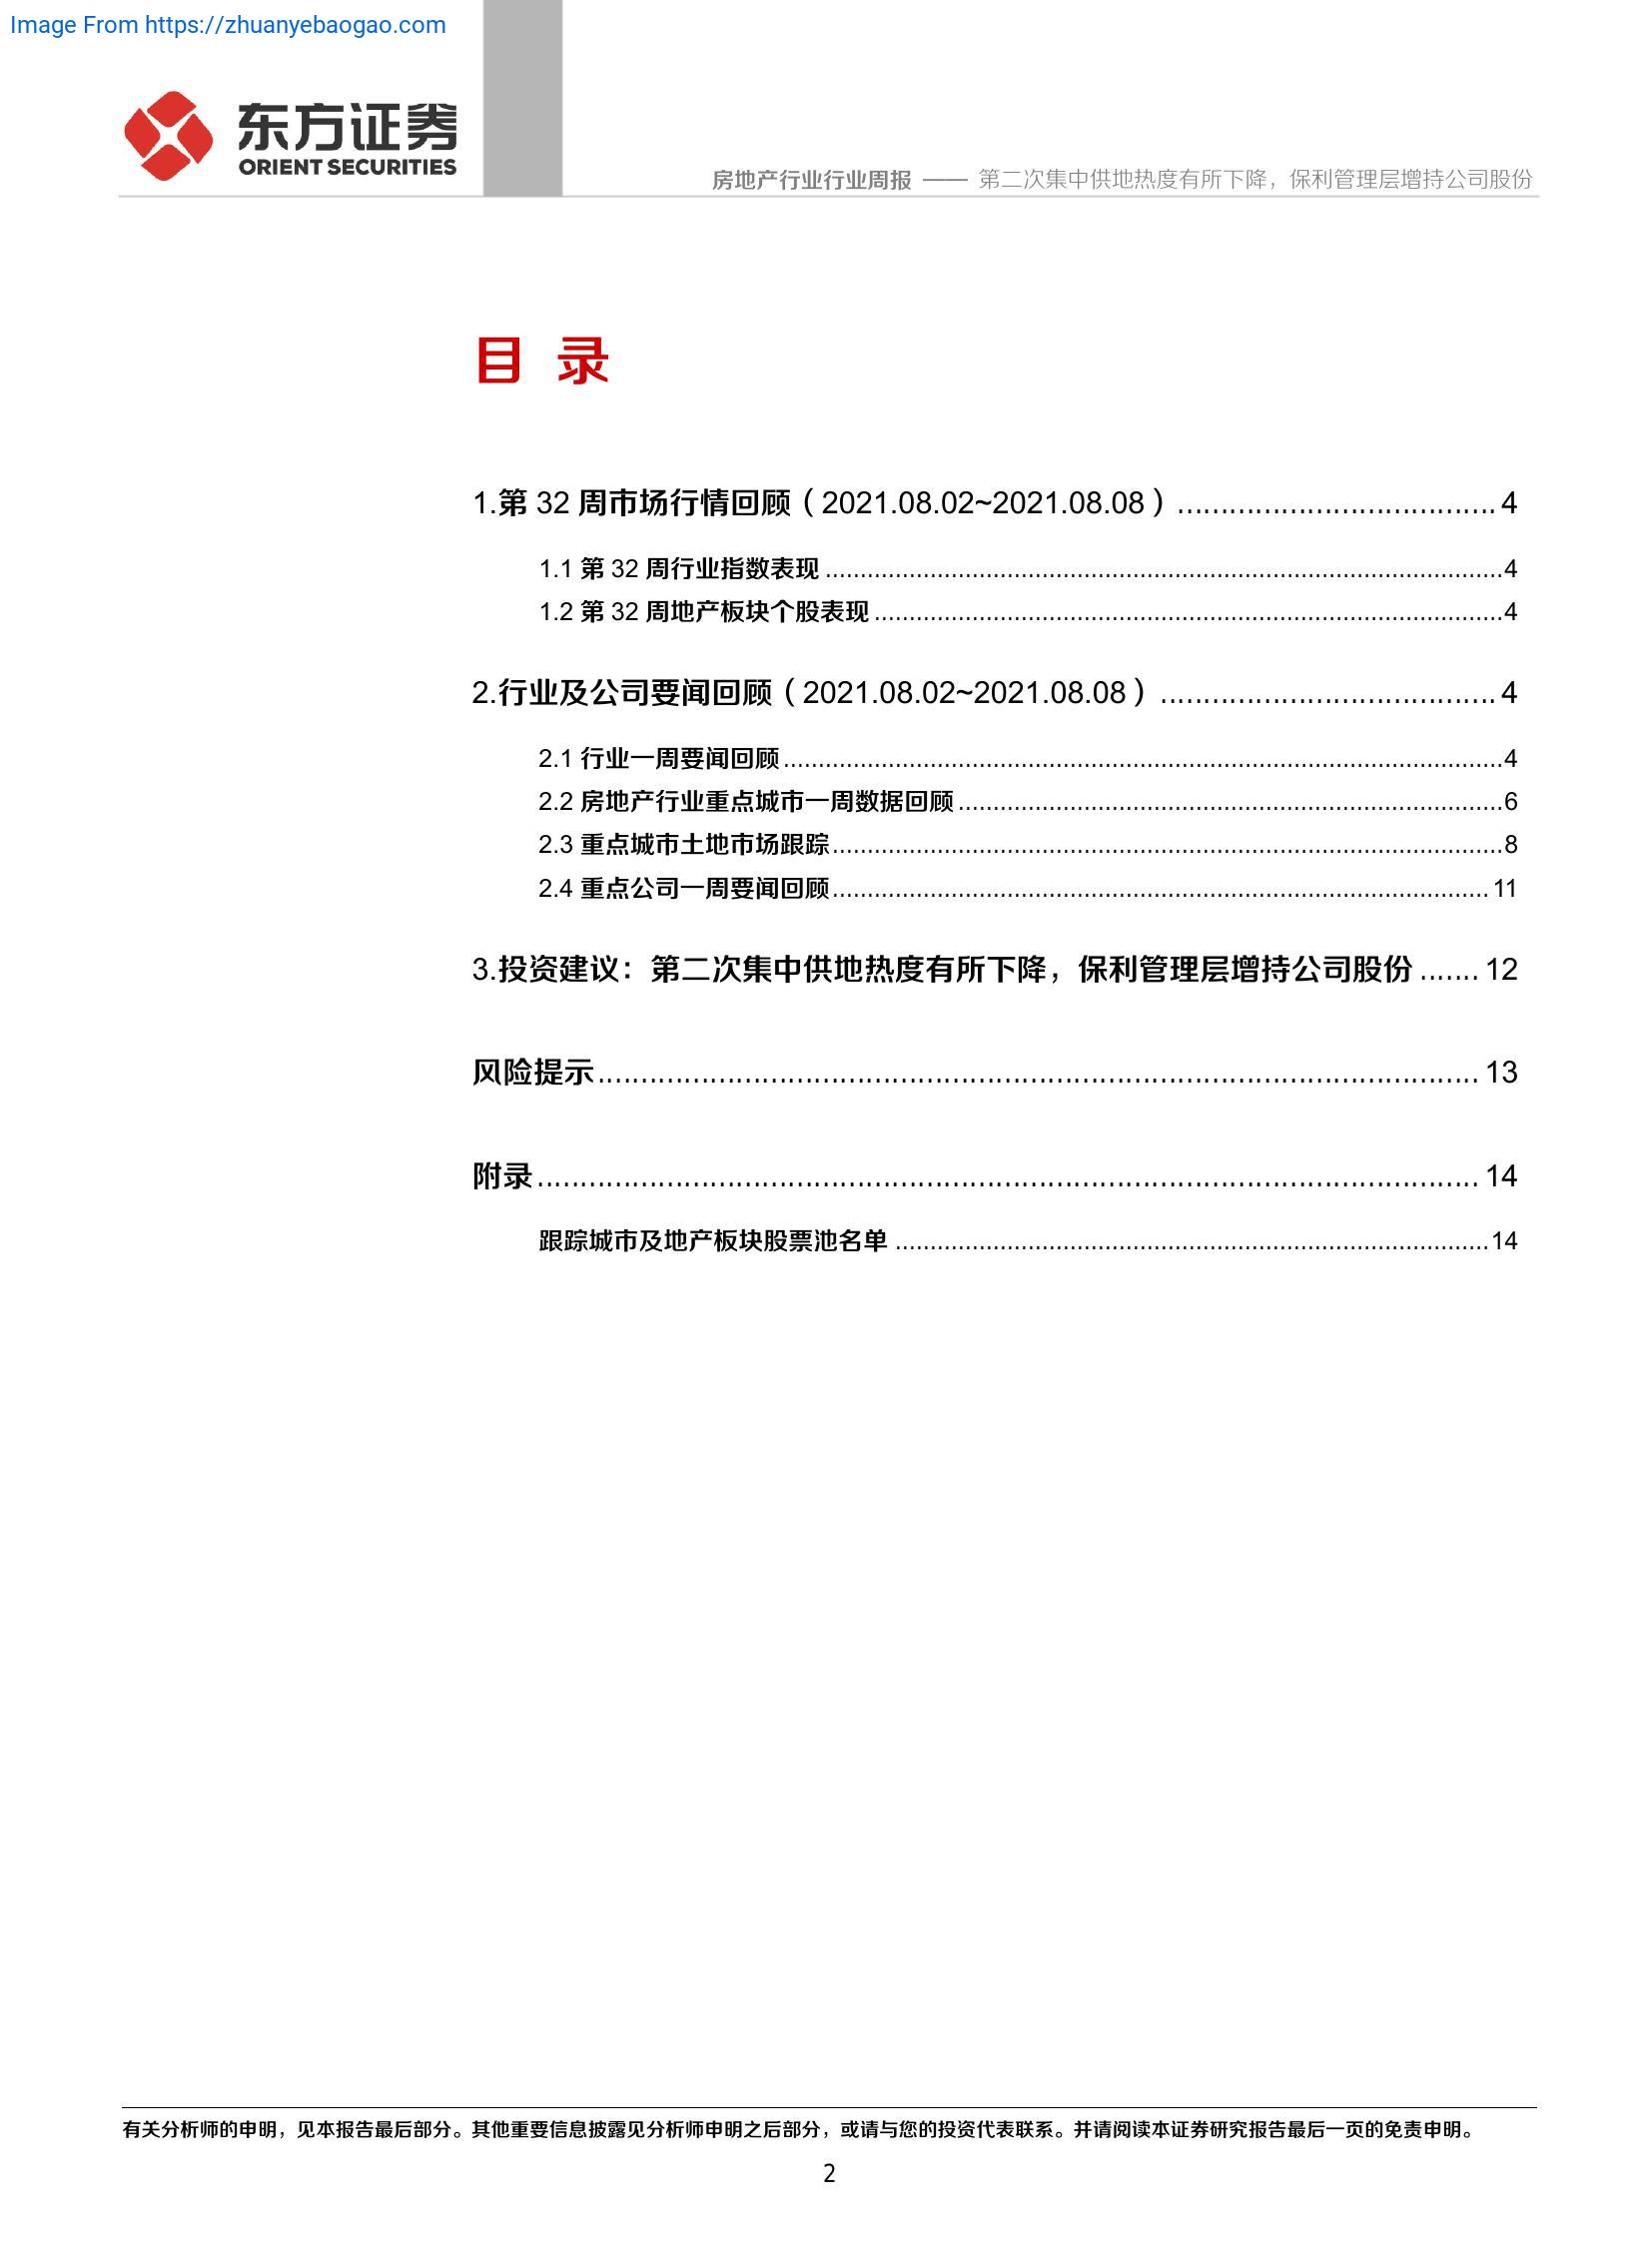 Image From https://zhuanyebaogao.com
东方证券
ORIENT SECURITIES
房地产行业行业周报 —— 第二次集中供地热度有所下降，保利管理层增持公司股份
目 录
1.第 32 周市场行情回顾（2021.08.02~2021.08.08）..................................... 4
1.1 第 32 周行业指数表现 ...................................................................................................4
1.2 第 32 周地产板块个股表现 ............................................................................................4
2.行业及公司要闻回顾（2021.08.02~2021.08.08）....................................... 4
2.1 行业一周要闻回顾.........................................................................................................4
2.2 房地产行业重点城市一周数据回顾................................................................................6
2.3 重点城市土地市场跟踪..................................................................................................8
2.4 重点公司一周要闻回顾................................................................................................ 11
3.投资建议：第二次集中供地热度有所下降，保利管理层增持公司股份 ....... 12
风险提示....................................................................................................... 13
附录.............................................................................................................. 14
跟踪城市及地产板块股票池名单 .......................................................................................14
有关分析师的申明，见本报告最后部分。其他重要信息披露见分析师申明之后部分，或请与您的投资代表联系。并请阅读本证券研究报告最后一页的免责申明。
2